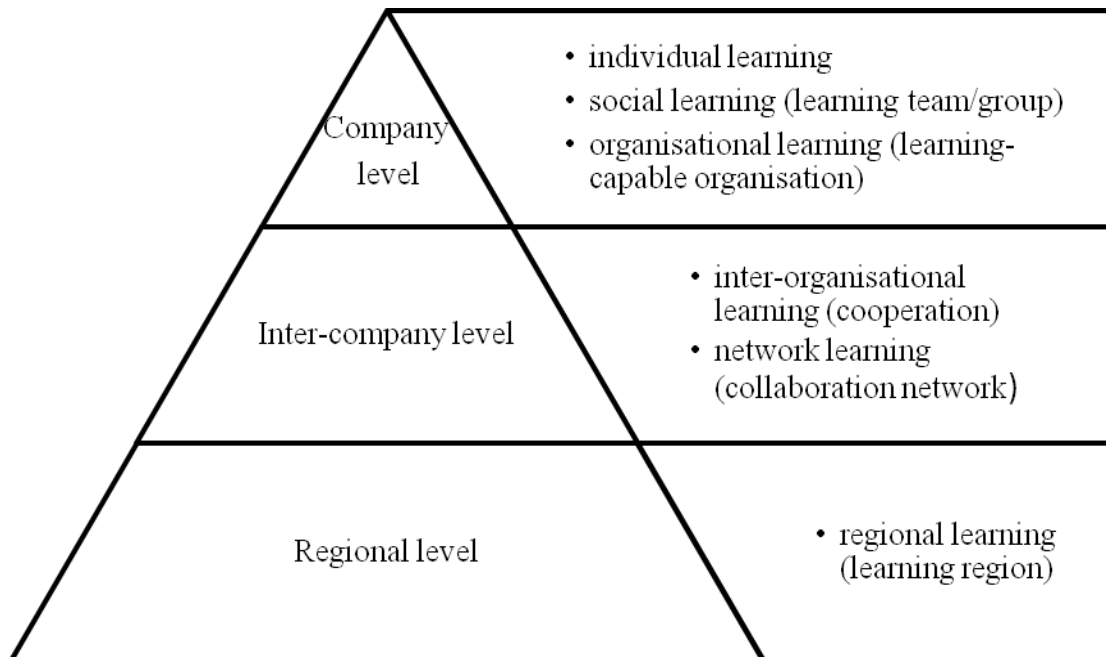 Company
level
• individual learning
• social learning (learning team/group)
• organisational learning (learning-
capable organisation)
Inter-company level
• inter-organisational
learning (cooperation)
• network learning
(collaboration network)
Regional level
• regional learning
(learning region)